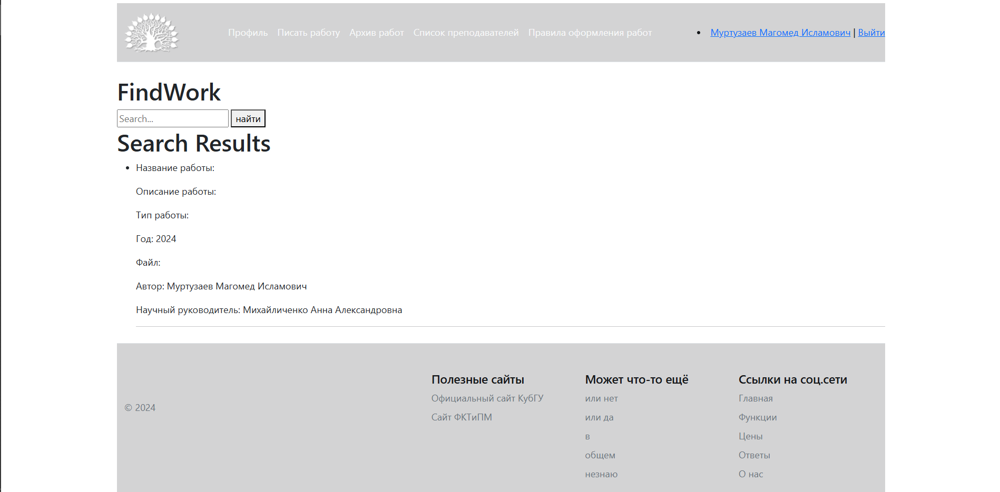 Профиль Писать работу Архив работ Список преподавателей Правила оформления работ • Муртузаев Магомед Исламович | Выйти
FindWork
Search... найти
Search Results
• Название работы:
Описание работы:
Тип работы:
Год: 2024
Файл:
Автор: Муртузаев Магомед Исламович
Научный руководитель: Михайличенко Анна Александровна
© 2024
Полезные сайты
Официальный сайт КубГУ
Сайт ФКТиПМ
Может что-то ещё
или нет
или да
в
общем
незнаю
Ссылки на соц.сети
Главная
Функции
Цены
Ответы
О нас